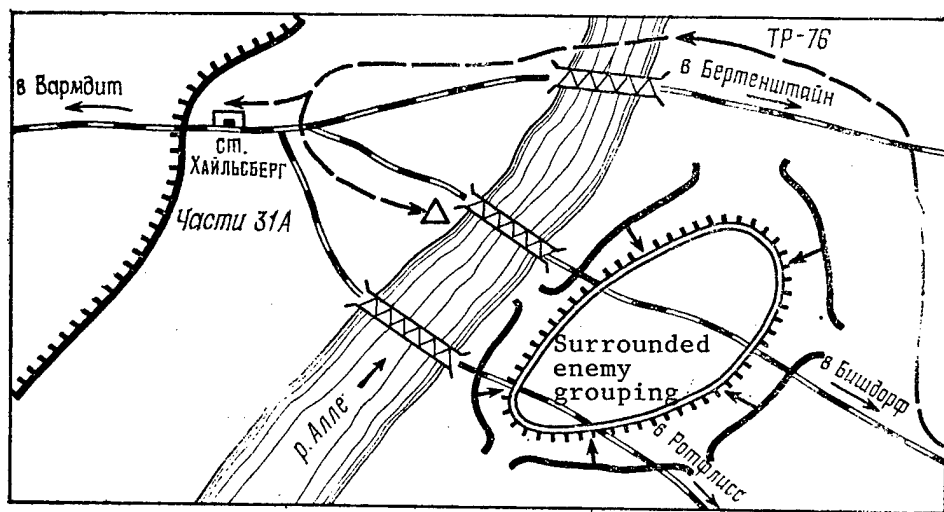 ТР-76
в Бертенштайн
в Вармдит
ст.
ХАЙЛЬСБЕРГ
Части 31А
Surrounded
enemy
grouping
в Бишдорф
р. Алле
в Ротфлисс